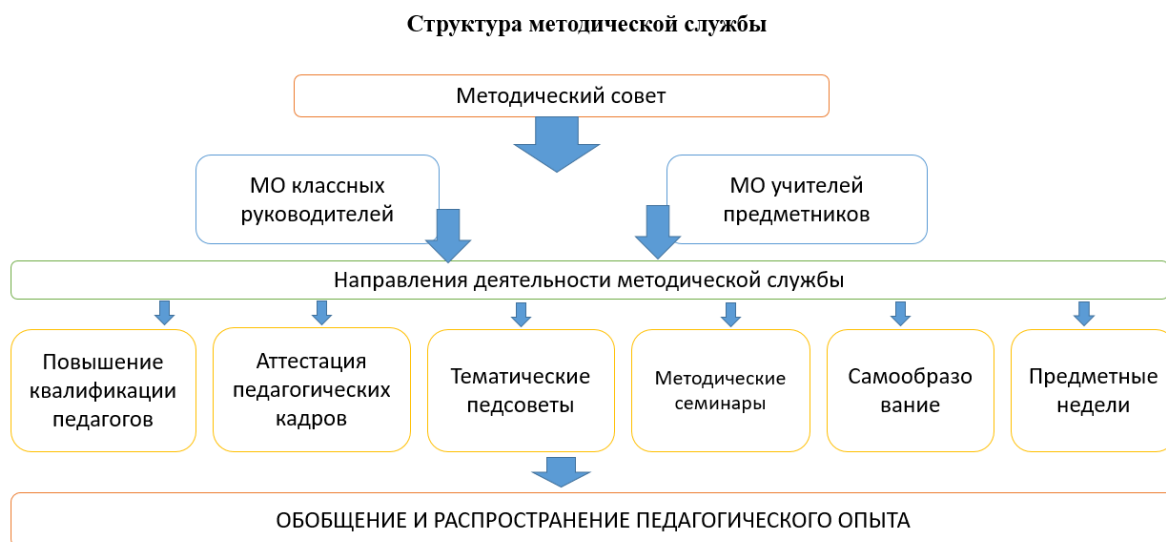 Структура методической службы
Методический совет
МО классных
руководителей
МО учителей
предметников
Направления деятельности методической службы
Повышение
квалификации
педагогов
Аттестация
педагогических
кадров
Тематические
педсоветы
Методические
семинары
Самообразо
вание
Предметные
недели
ОБОБЩЕНИЕ И РАСПРОСТРАНЕНИЕ ПЕДАГОГИЧЕСКОГО ОПЫТА